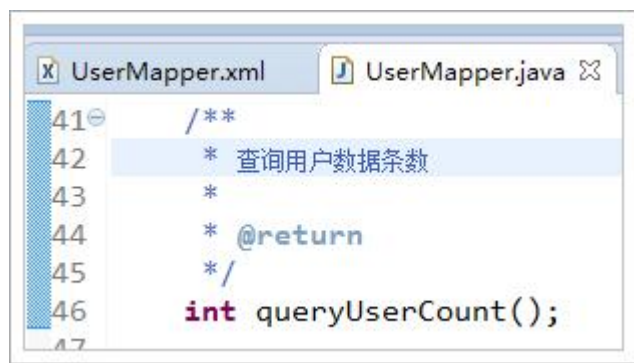 UserMapper.xml UserMapper.java
41 /**
42 * 查询用户数据条数
43 *
44 * @return
45 */
46 int queryUserCount();
47